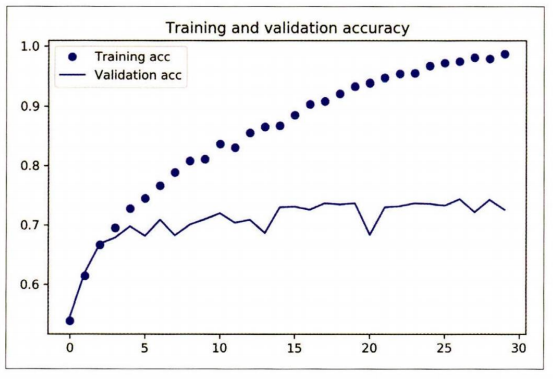 Training and validation accuracy
Training acc
Validation acc
1.0
0.9
0.8
0.7
0.6
0 5 10 15 20 25 30